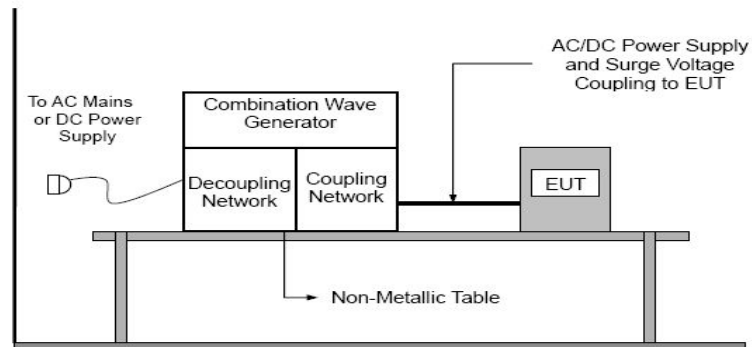 AC/DC Power Supply
and Surge Voltage
Coupling to EUT
To AC Mains
or DC Power
Supply
Combination Wave
Generator
Decoupling
Network
Coupling
Network
EUT
Non-Metallic Table